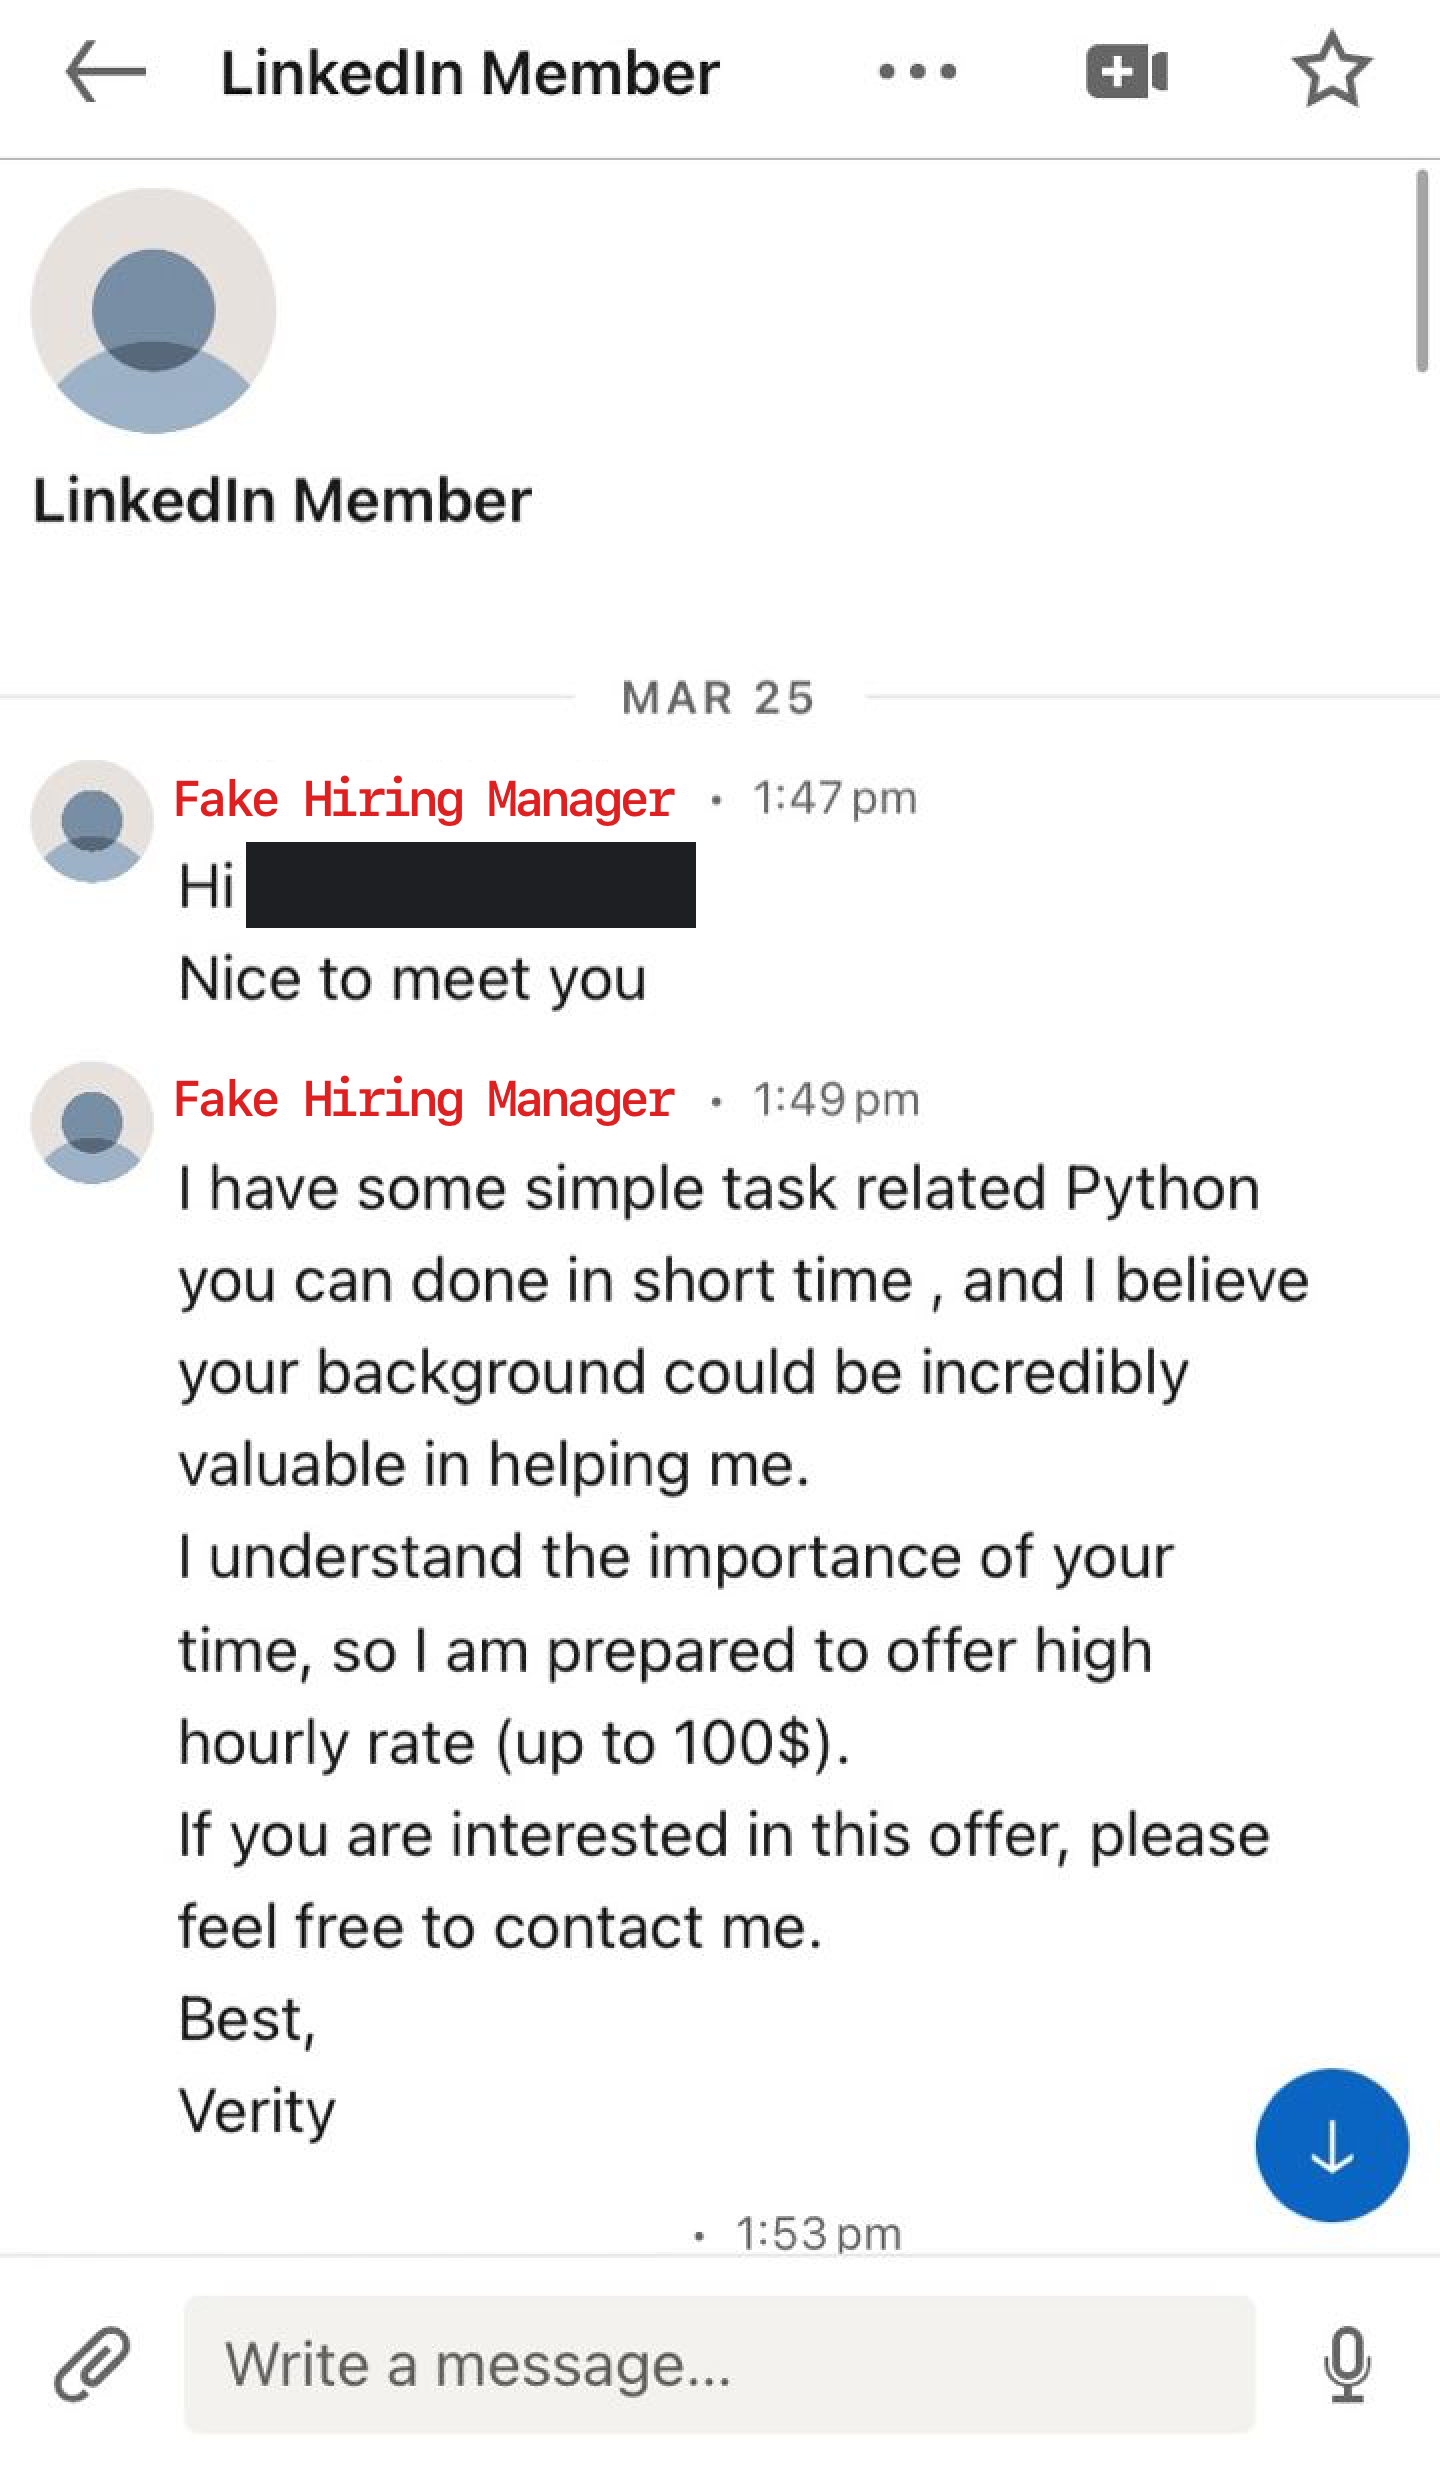 LinkedIn Member
LinkedIn Member
MAR 25
Fake Hiring Manager • 1:47 pm
Hi
Nice to meet you
Fake Hiring Manager • 1:49 pm
I have some simple task related Python
you can done in short time , and I believe
your background could be incredibly
valuable in helping me.
I understand the importance of your
time, so I am prepared to offer high
hourly rate (up to 100$).
If you are interested in this offer, please
feel free to contact me.
Best,
Verity
• 1:53 pm
Write a message...